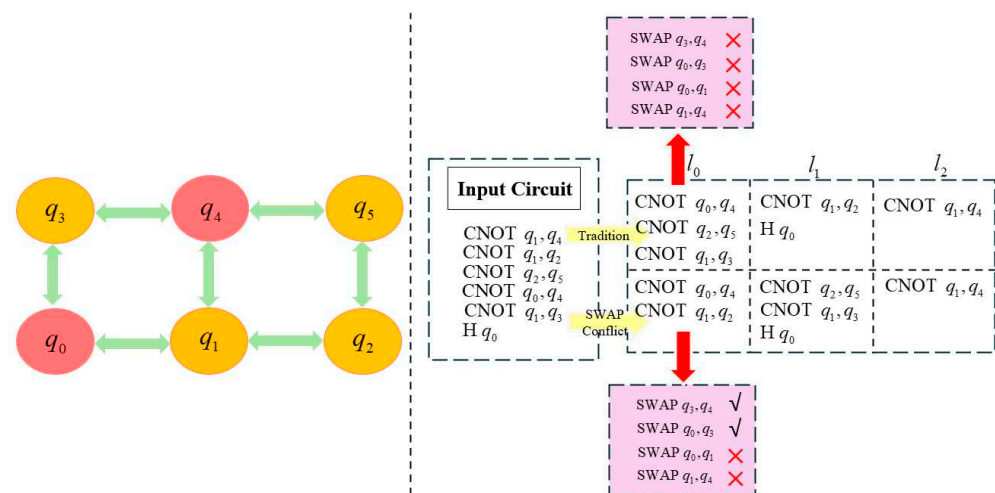 SWAP q₃,q₄ ×
SWAP q₀,q₃ ×
SWAP q₀,q₁ ×
SWAP q₁,q₄ ×
q₃
q₄
q₅
q₀
q₁
q₂
Input Circuit
CNOT q₁,q₄
CNOT q₁,q₂
CNOT q₂,q₅
CNOT q₀,q₄
CNOT q₁,q₃
H q₀
Tradition
SWAP
Conflict
l₀
l₁
l₂
CNOT q₀,q₄
CNOT q₂,q₅
CNOT q₁,q₃
CNOT q₁,q₂
H q₀
CNOT q₁,q₄
CNOT q₀,q₄
CNOT q₁,q₂
CNOT q₂,q₅
CNOT q₁,q₃
H q₀
CNOT q₁,q₄
SWAP q₃,q₄ √
SWAP q₀,q₃ √
SWAP q₀,q₁ ×
SWAP q₁,q₄ ×